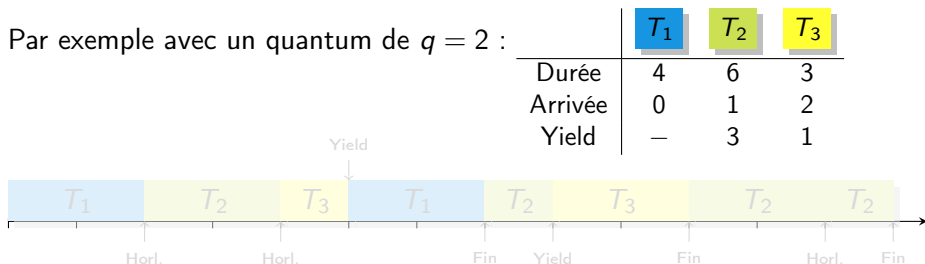 Par exemple avec un quantum de q = 2 :
T1 T2 T3
Durée 4 6 3
Arrivée 0 1 2
Yield − 3 1
Yield
T1 T2 T3 T1 T2 T3 T2 T2
Horl. Horl. Fin Yield Fin Horl. Fin